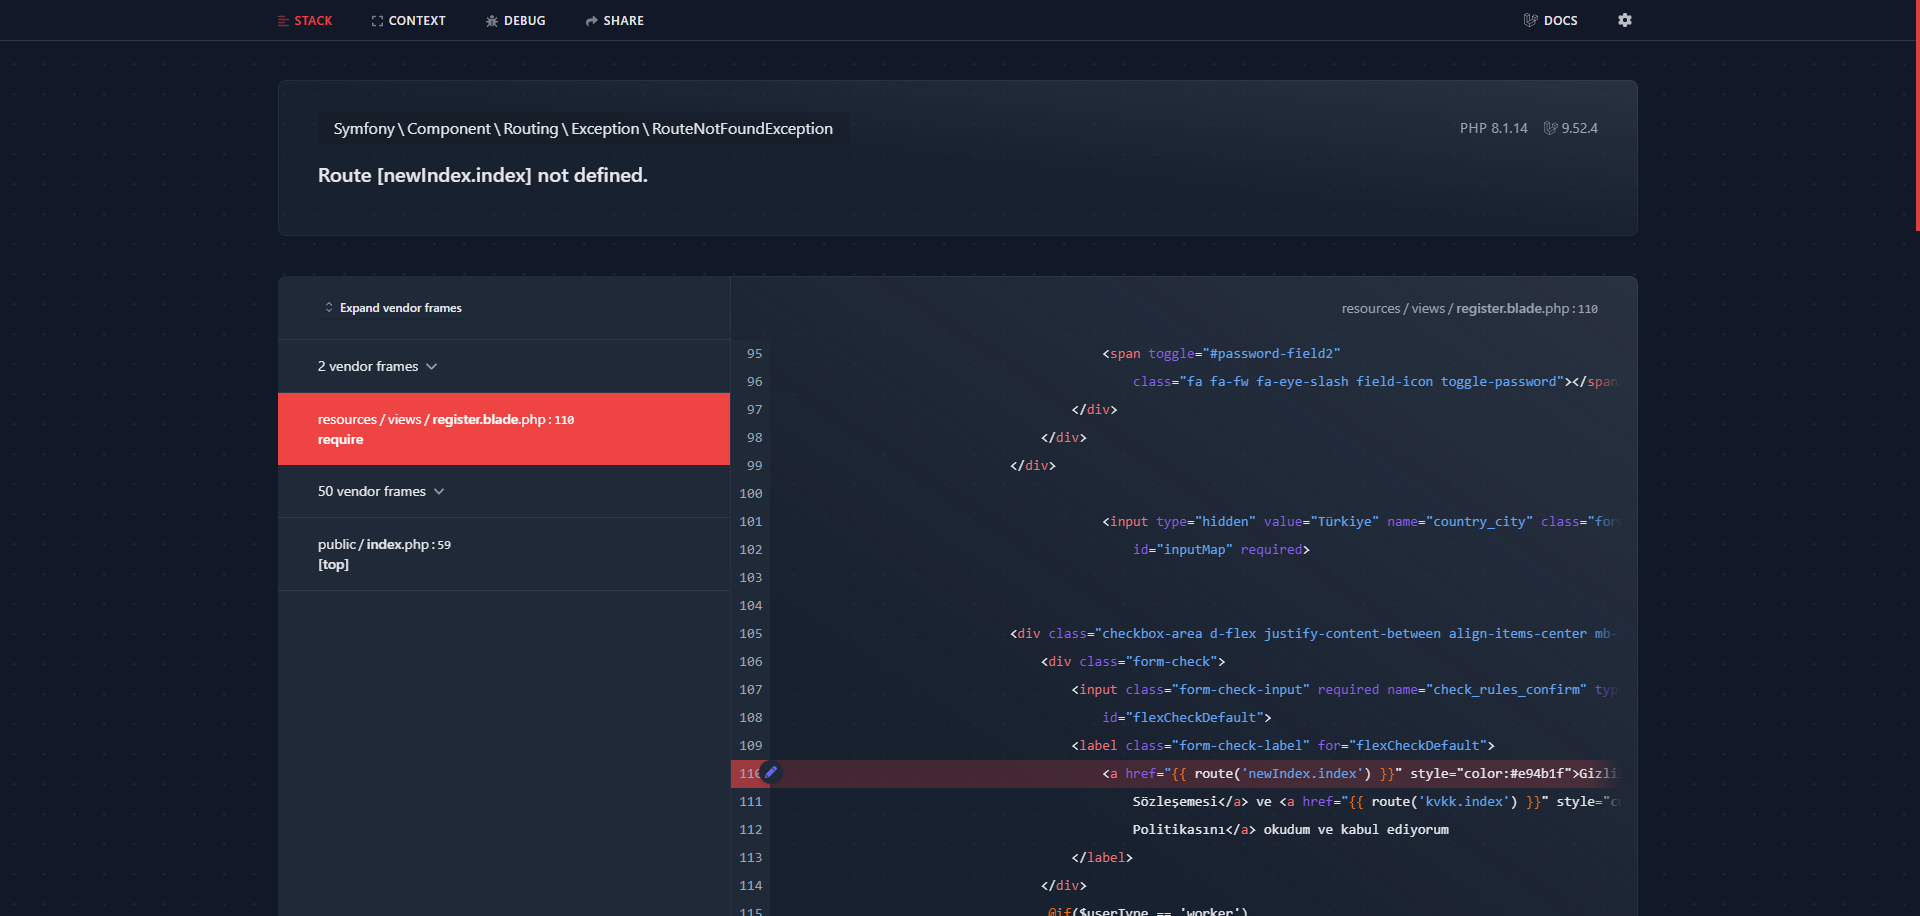 STACK CONTEXT DEBUG SHARE DOCS
Symfony \ Component \ Routing \ Exception \ RouteNotFoundException
PHP 8.1.14 9.52.4
Route [newIndex.index] not defined.
Expand vendor frames
2 vendor frames
resources / views / register.blade.php : 110
require
50 vendor frames
public / index.php : 59
[top]
resources / views / register.blade.php : 110
95 <span toggle="#password-field2"
96 class="fa fa-fw fa-eye-slash field-icon toggle-password"></span
97 </div>
98 </div>
99 </div>
100
101 <input type="hidden" value="Türkiye" name="country_city" class="for
102 id="inputMap" required>
103
104
105 <div class="checkbox-area d-flex justify-content-between align-items-center mb-
106 <div class="form-check">
107 <input class="form-check-input" required name="check_rules_confirm" typ
108 id="flexCheckDefault">
109 <label class="form-check-label" for="flexCheckDefault">
110 <a href="{{ route('newIndex.index') }}" style="color:#e94b1f">Gizli
111 Sözleşemesi</a> ve <a href="{{ route('kvkk.index') }}" style="c
112 Politikasını</a> okudum ve kabul ediyorum
113 </label>
114 </div>
115 @if($userType == 'worker')